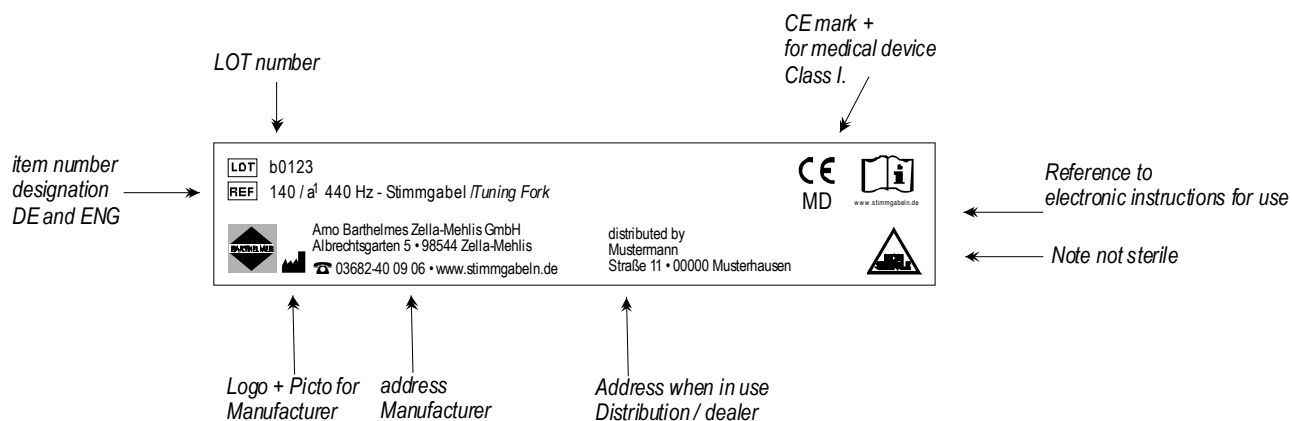 CE mark +
for medical device
Class I.
LOT number
item number
designation
DE and ENG
LOT b0123
REF 140 / a¹ 440 Hz - Stimmgabel /Tuning Fork
CE
MD
www.stimmgabeln.de
Reference to
electronic instructions for use
BARTHELMES
Arno Barthelmes Zella-Mehlis GmbH
Albrechtsgarten 5 • 98544 Zella-Mehlis
☎ 03682-40 09 06 • www.stimmgabeln.de
distributed by
Mustermann
Straße 11 • 00000 Musterhausen
NON
STERILE
Note not sterile
Logo + Picto for
Manufacturer
address
Manufacturer
Address when in use
Distribution / dealer